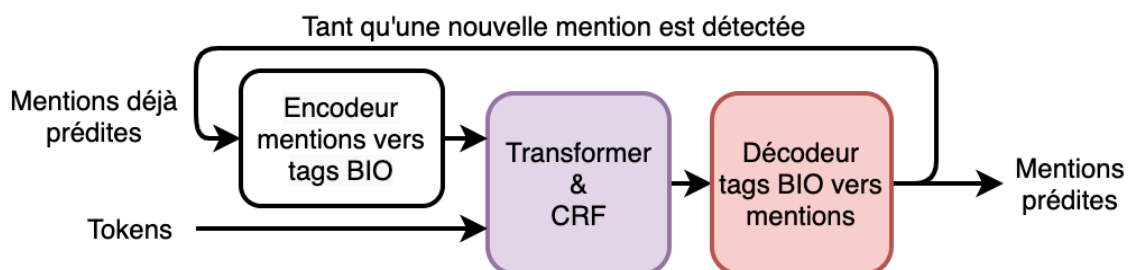 Tant qu'une nouvelle mention est détectée
Mentions déjà
prédites
Encodeur
mentions vers
tags BIO
Transformer
&
CRF
Décodeur
tags BIO vers
mentions
Mentions
prédites
Tokens